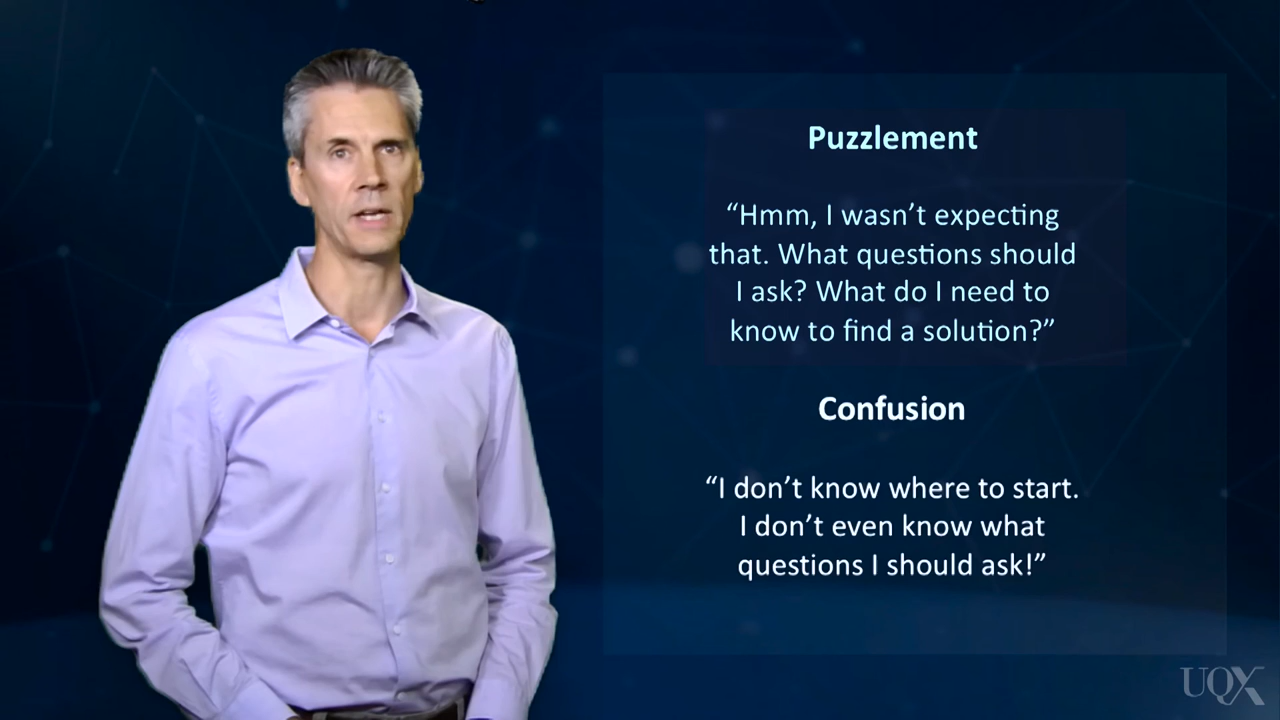 Puzzlement
“Hmm, I wasn’t expecting
that. What questions should
I ask? What do I need to
know to find a solution?”
Confusion
“I don’t know where to start.
I don’t even know what
questions I should ask!”
UQX